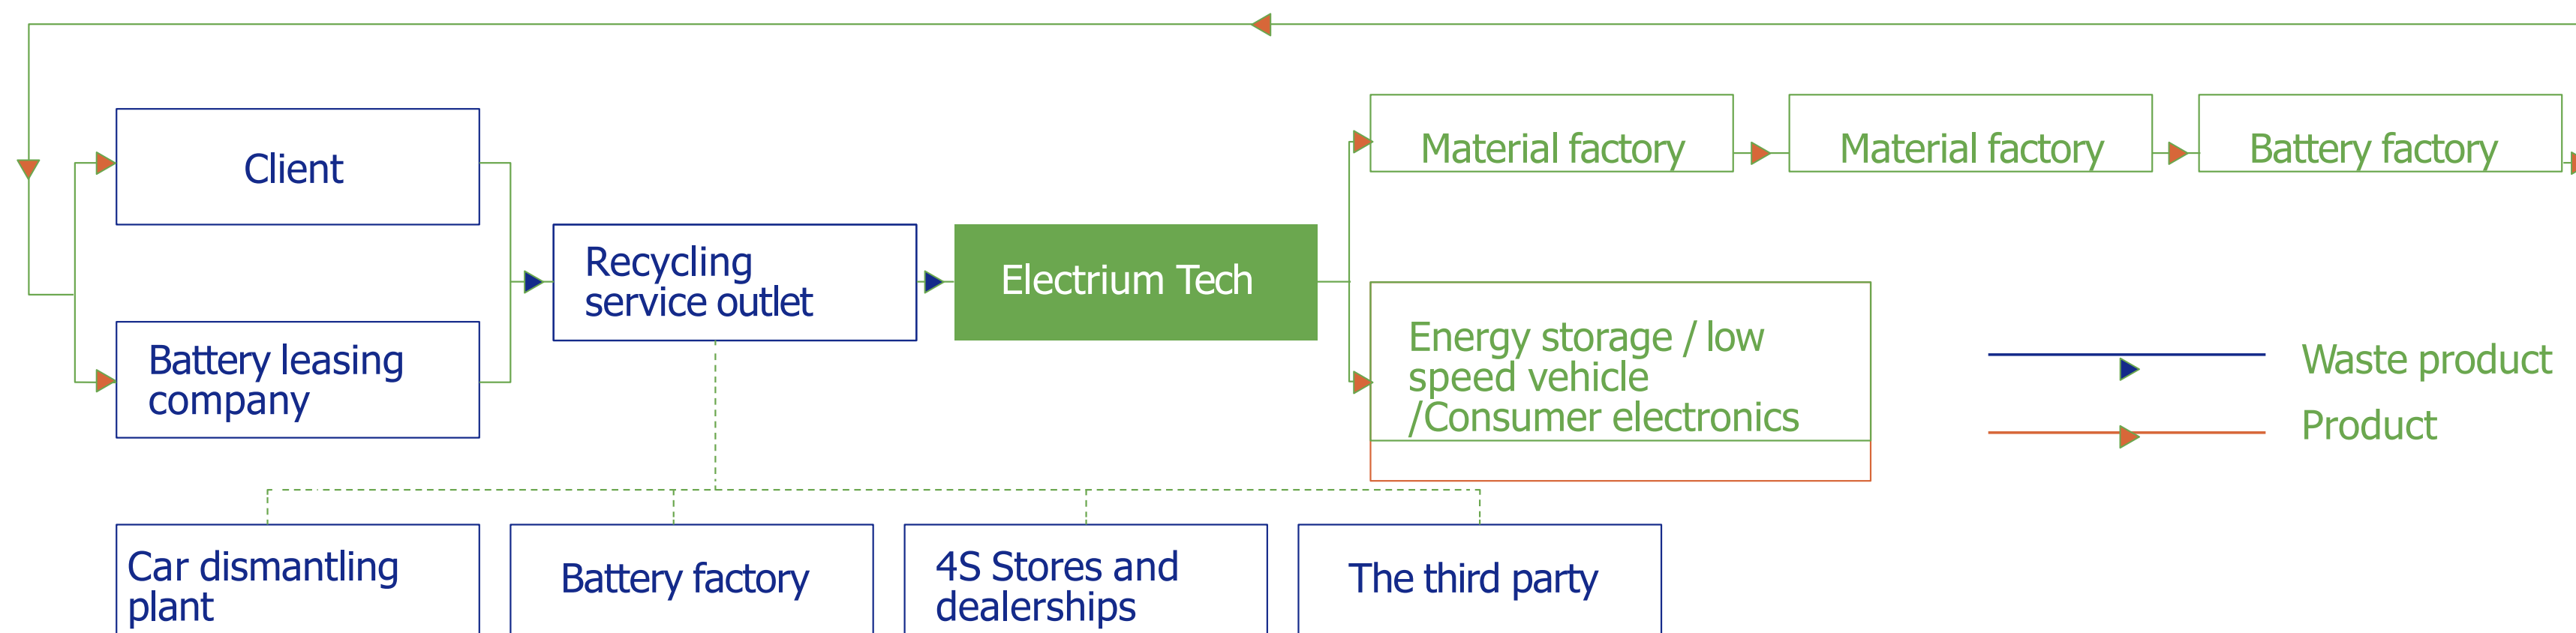 Client
Battery leasing
company
Recycling
service outlet
Electrium Tech
Material factory
Material factory
Battery factory
Energy storage / low
speed vehicle
/Consumer electronics
Waste product
Product
Car dismantling
plant
Battery factory
4S Stores and
dealerships
The third party